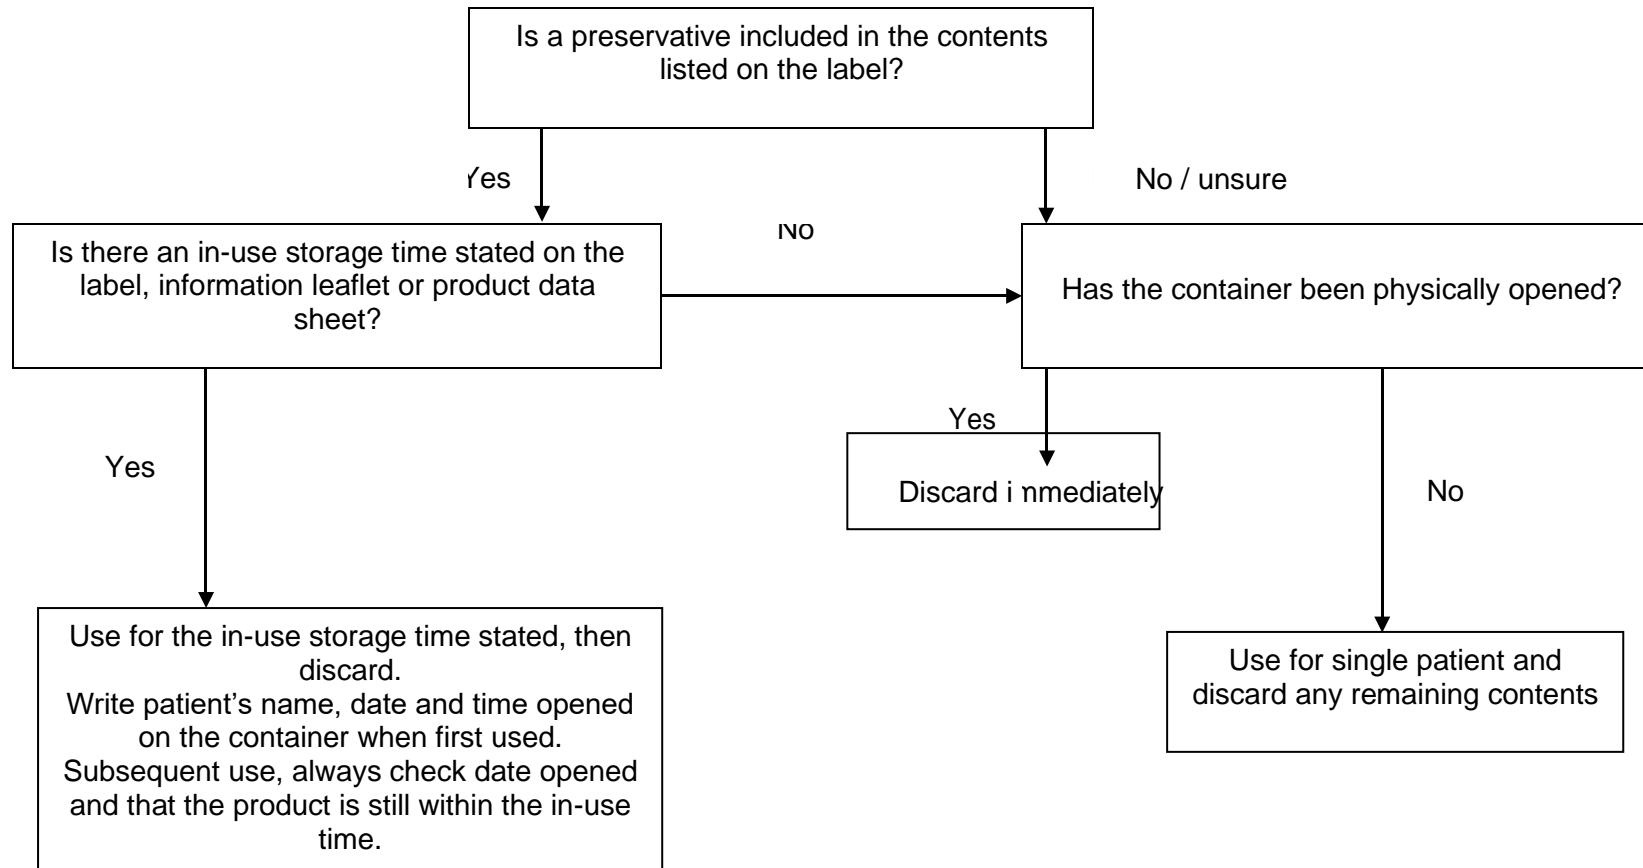 Is a preservative included in the contents
listed on the label?
Yes
No / unsure
No
Is there an in-use storage time stated on the
label, information leaflet or product data
sheet?
Has the container been physically opened?
Yes
Yes
Discard immediately
No
Use for the in-use storage time stated, then
discard.
Write patient’s name, date and time opened
on the container when first used.
Subsequent use, always check date opened
and that the product is still within the in-use
time.
Use for single patient and
discard any remaining contents